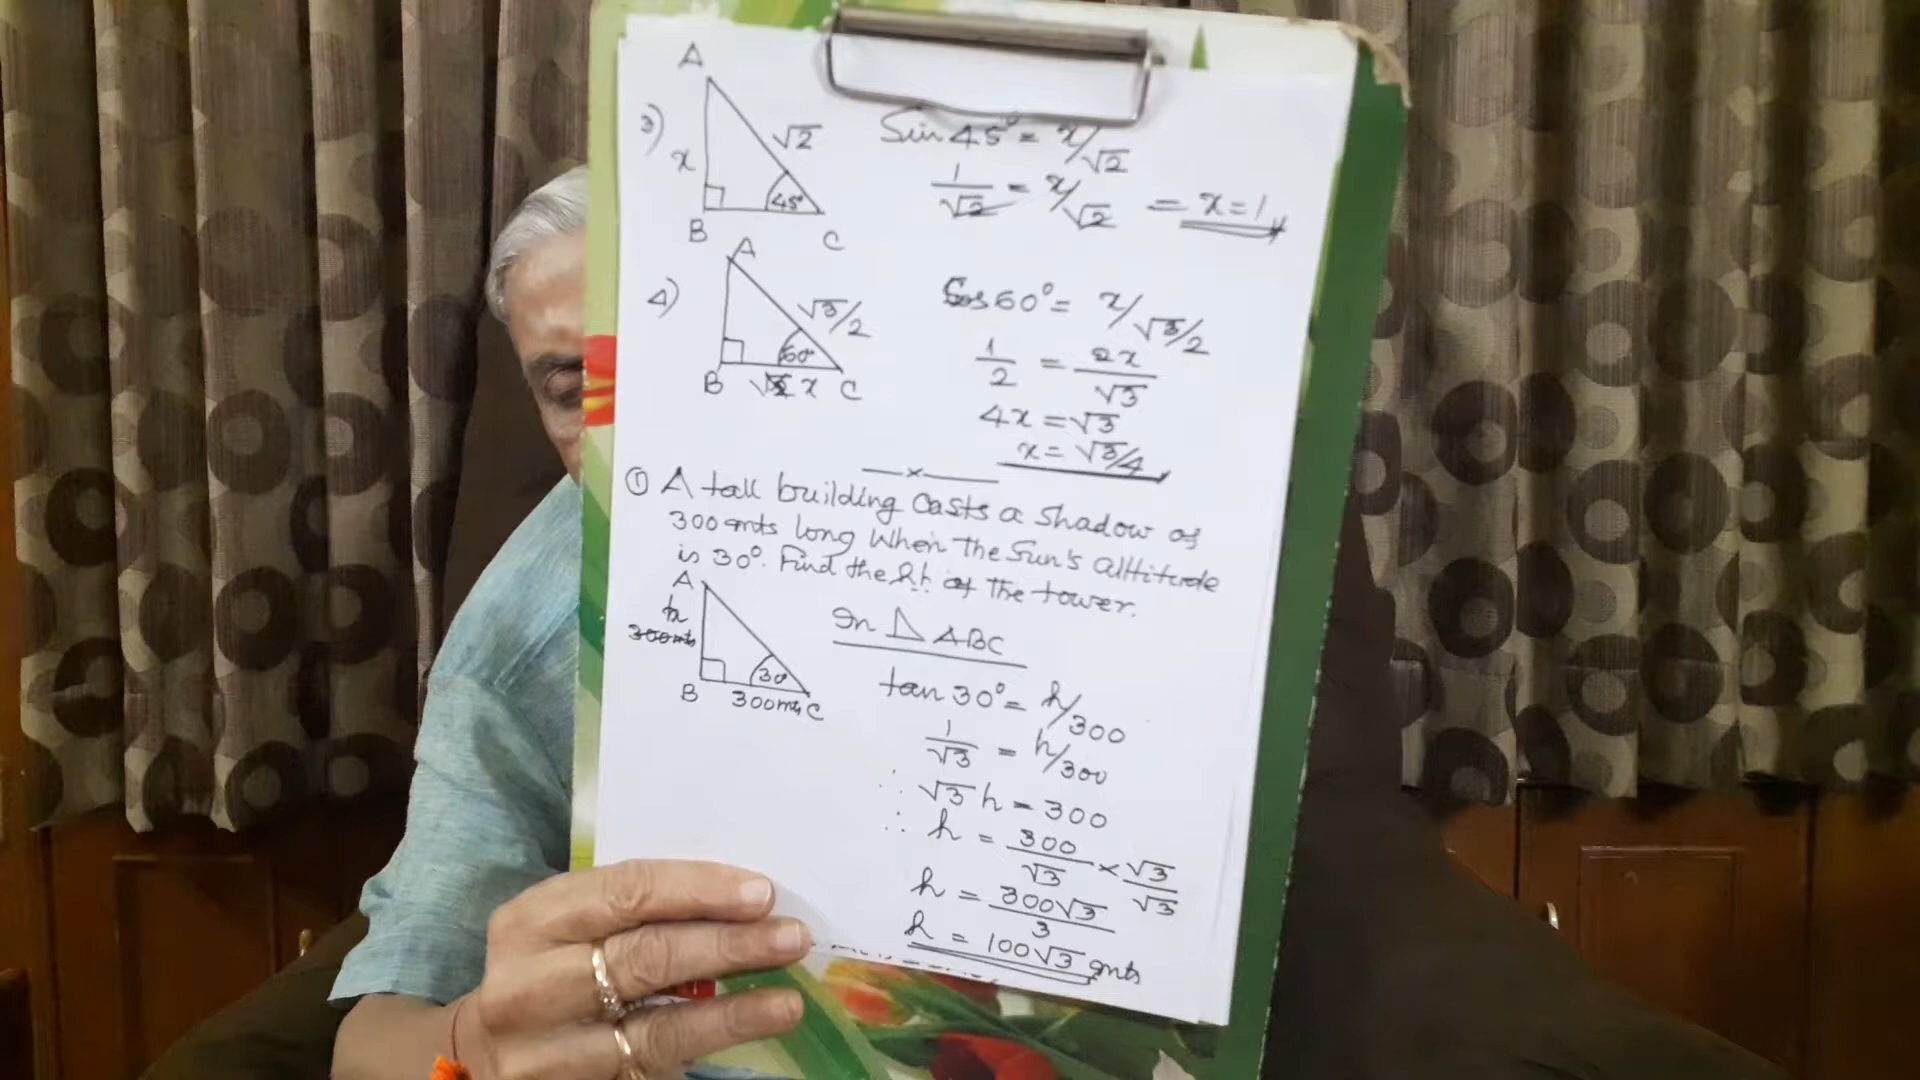 3)
A
√2
x
45°
B
C
Sin 45° = x/√2
1/√2 = x/√2 = x = 1
4)
A
√3/2
60°
B
x
C
Cos 60° = x/√3/2
1/2 = 2x/√3
4x = √3
x = √3/4
—x—
① A tall building casts a shadow of
300 mts long when the Sun's altitude
is 30°. Find the ht. of the tower.
A
h
300mts
30°
B
300mts
C
In △ ABC
tan 30° = h/300
1/√3 = h/300
∴ √3 h = 300
∴ h = 300/√3 × √3/√3
h = 300√3/3
h = 100√3 mts